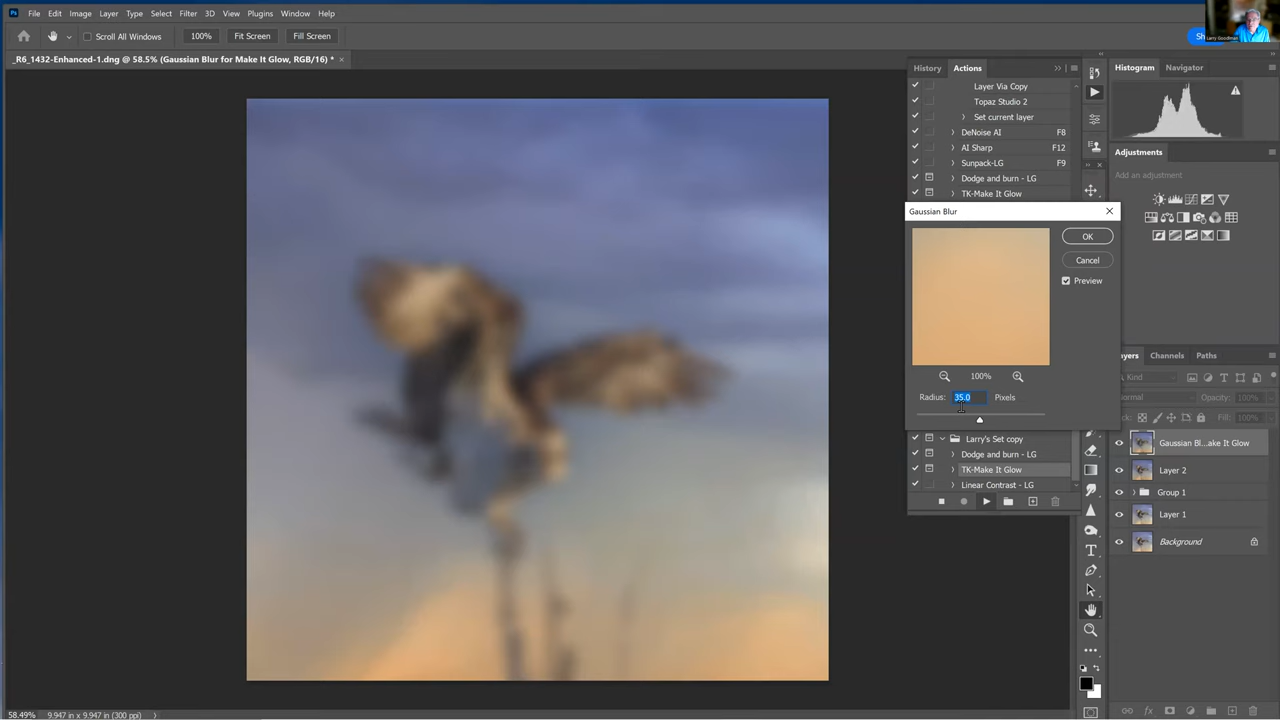 Ps File Edit Image Layer Type Select Filter 3D View Plugins Window Help
Larry Goodman
Scroll All Windows 100% Fit Screen Fill Screen
_R6_1432-Enhanced-1.dng @ 58.5% (Gaussian Blur for Make It Glow, RGB/16) *
History Actions
Histogram Navigator
Layer Via Copy
Topaz Studio 2
Set current layer
DeNoise AI F8
AI Sharp F12
Sunpack-LG F9
Dodge and burn - LG
TK-Make It Glow
Adjustments
Add an adjustment
Gaussian Blur
OK
Cancel
Preview
100%
Radius: 35.0 Pixels
Channels Paths
Kind
Opacity: 100%
Fill: 100%
Larry's Set copy
Dodge and burn - LG
TK-Make It Glow
Linear Contrast - LG
Gaussian Bl...ake It Glow
Layer 2
Group 1
Layer 1
Background
58.49% 9.947 in x 9.947 in (300 ppi)